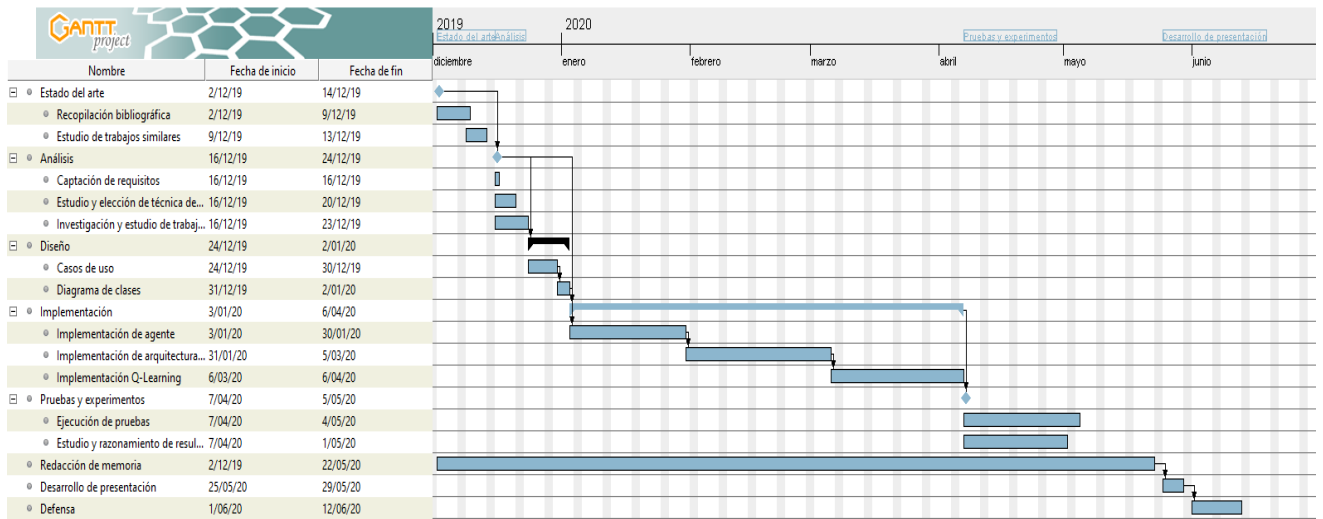 GANTT
project
2019 2020
Estado del arte Análisis Pruebas y experimentos Desarrollo de presentación
diciembre enero febrero marzo abril mayo junio
Nombre Fecha de inicio Fecha de fin
Estado del arte 2/12/19 14/12/19
Recopilación bibliográfica 2/12/19 9/12/19
Estudio de trabajos similares 9/12/19 13/12/19
Análisis 16/12/19 24/12/19
Captación de requisitos 16/12/19 16/12/19
Estudio y elección de técnica de... 16/12/19 20/12/19
Investigación y estudio de trabaj... 16/12/19 23/12/19
Diseño 24/12/19 2/01/20
Casos de uso 24/12/19 30/12/19
Diagrama de clases 31/12/19 2/01/20
Implementación 3/01/20 6/04/20
Implementación de agente 3/01/20 30/01/20
Implementación de arquitectura... 31/01/20 5/03/20
Implementación Q-Learning 6/03/20 6/04/20
Pruebas y experimentos 7/04/20 5/05/20
Ejecución de pruebas 7/04/20 4/05/20
Estudio y razonamiento de resul... 7/04/20 1/05/20
Redacción de memoria 2/12/19 22/05/20
Desarrollo de presentación 25/05/20 29/05/20
Defensa 1/06/20 12/06/20